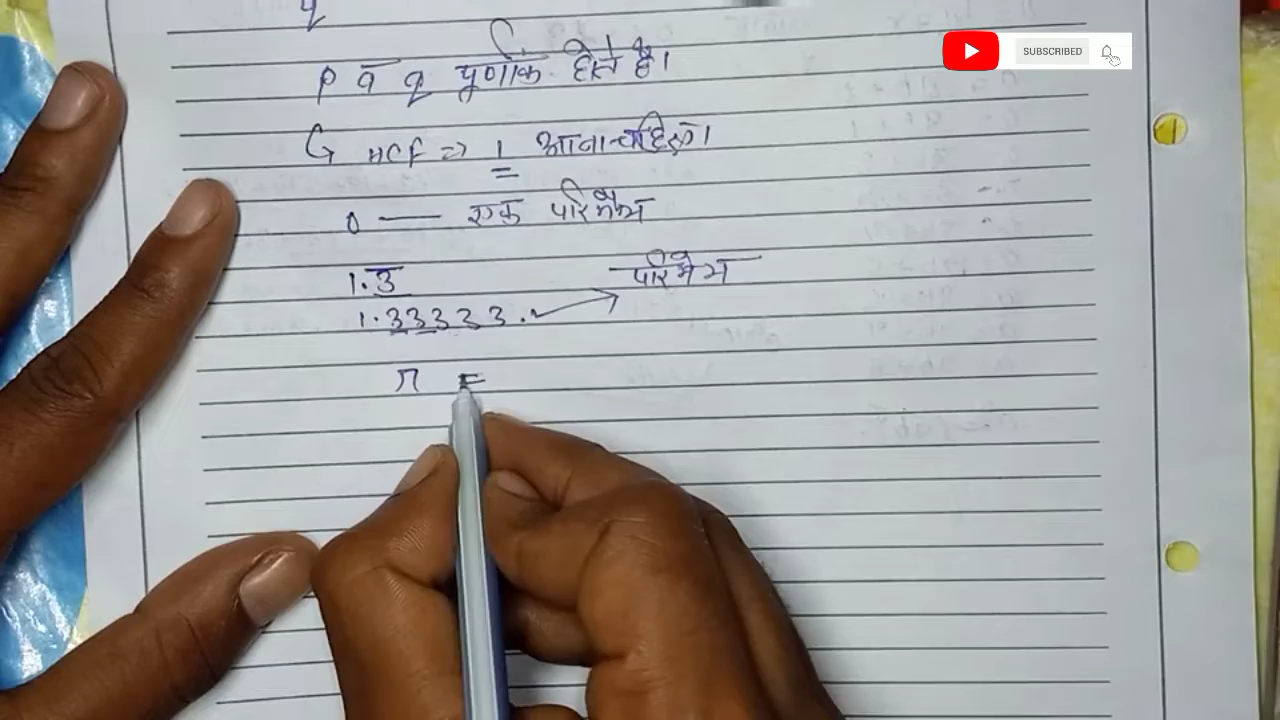 q
SUBSCRIBED
p व q पूर्णांक होते है।
HCF => 1 आना चाहिए।
0 — एक परिमेय
1.3̅
परिमेय
1.33333.
π =